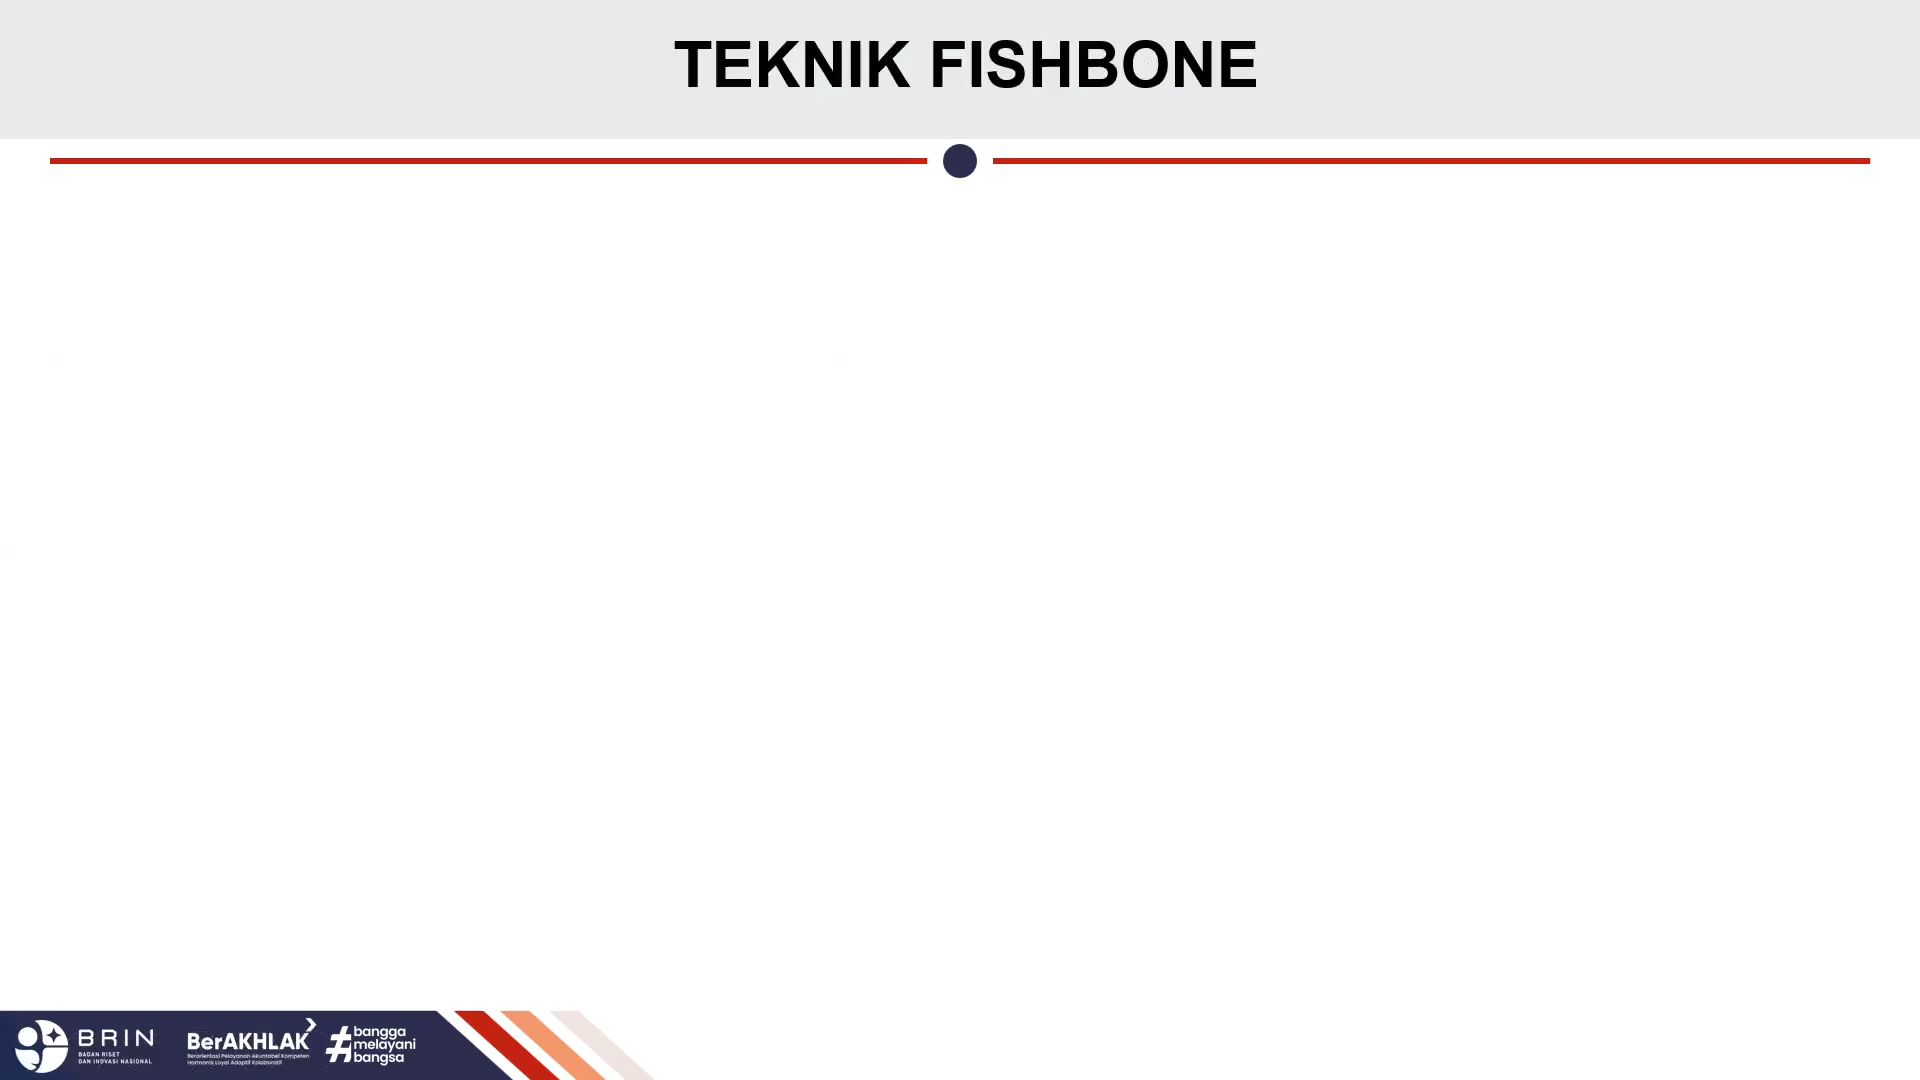 TEKNIK FISHBONE
BRIN
BADAN RISET
DAN INOVASI NASIONAL
BerAKHLAK
Berorientasi Pelayanan Akuntabel Kompeten
Harmonis Loyal Adaptif Kolaboratif
#bangga
melayani
bangsa